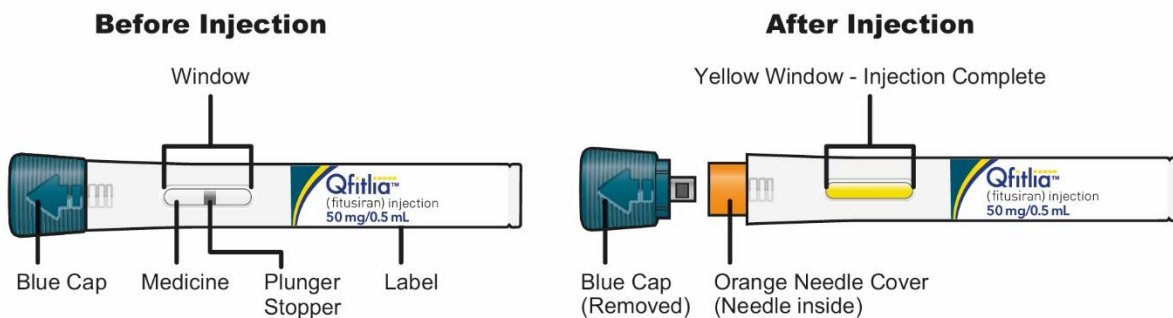 Before Injection
Window
Qfitlia™
(fitusiran) injection
50 mg/0.5 mL
Blue Cap
Medicine
Plunger
Stopper
Label
After Injection
Yellow Window - Injection Complete
Qfitlia™
(fitusiran) injection
50 mg/0.5 mL
Blue Cap
(Removed)
Orange Needle Cover
(Needle inside)